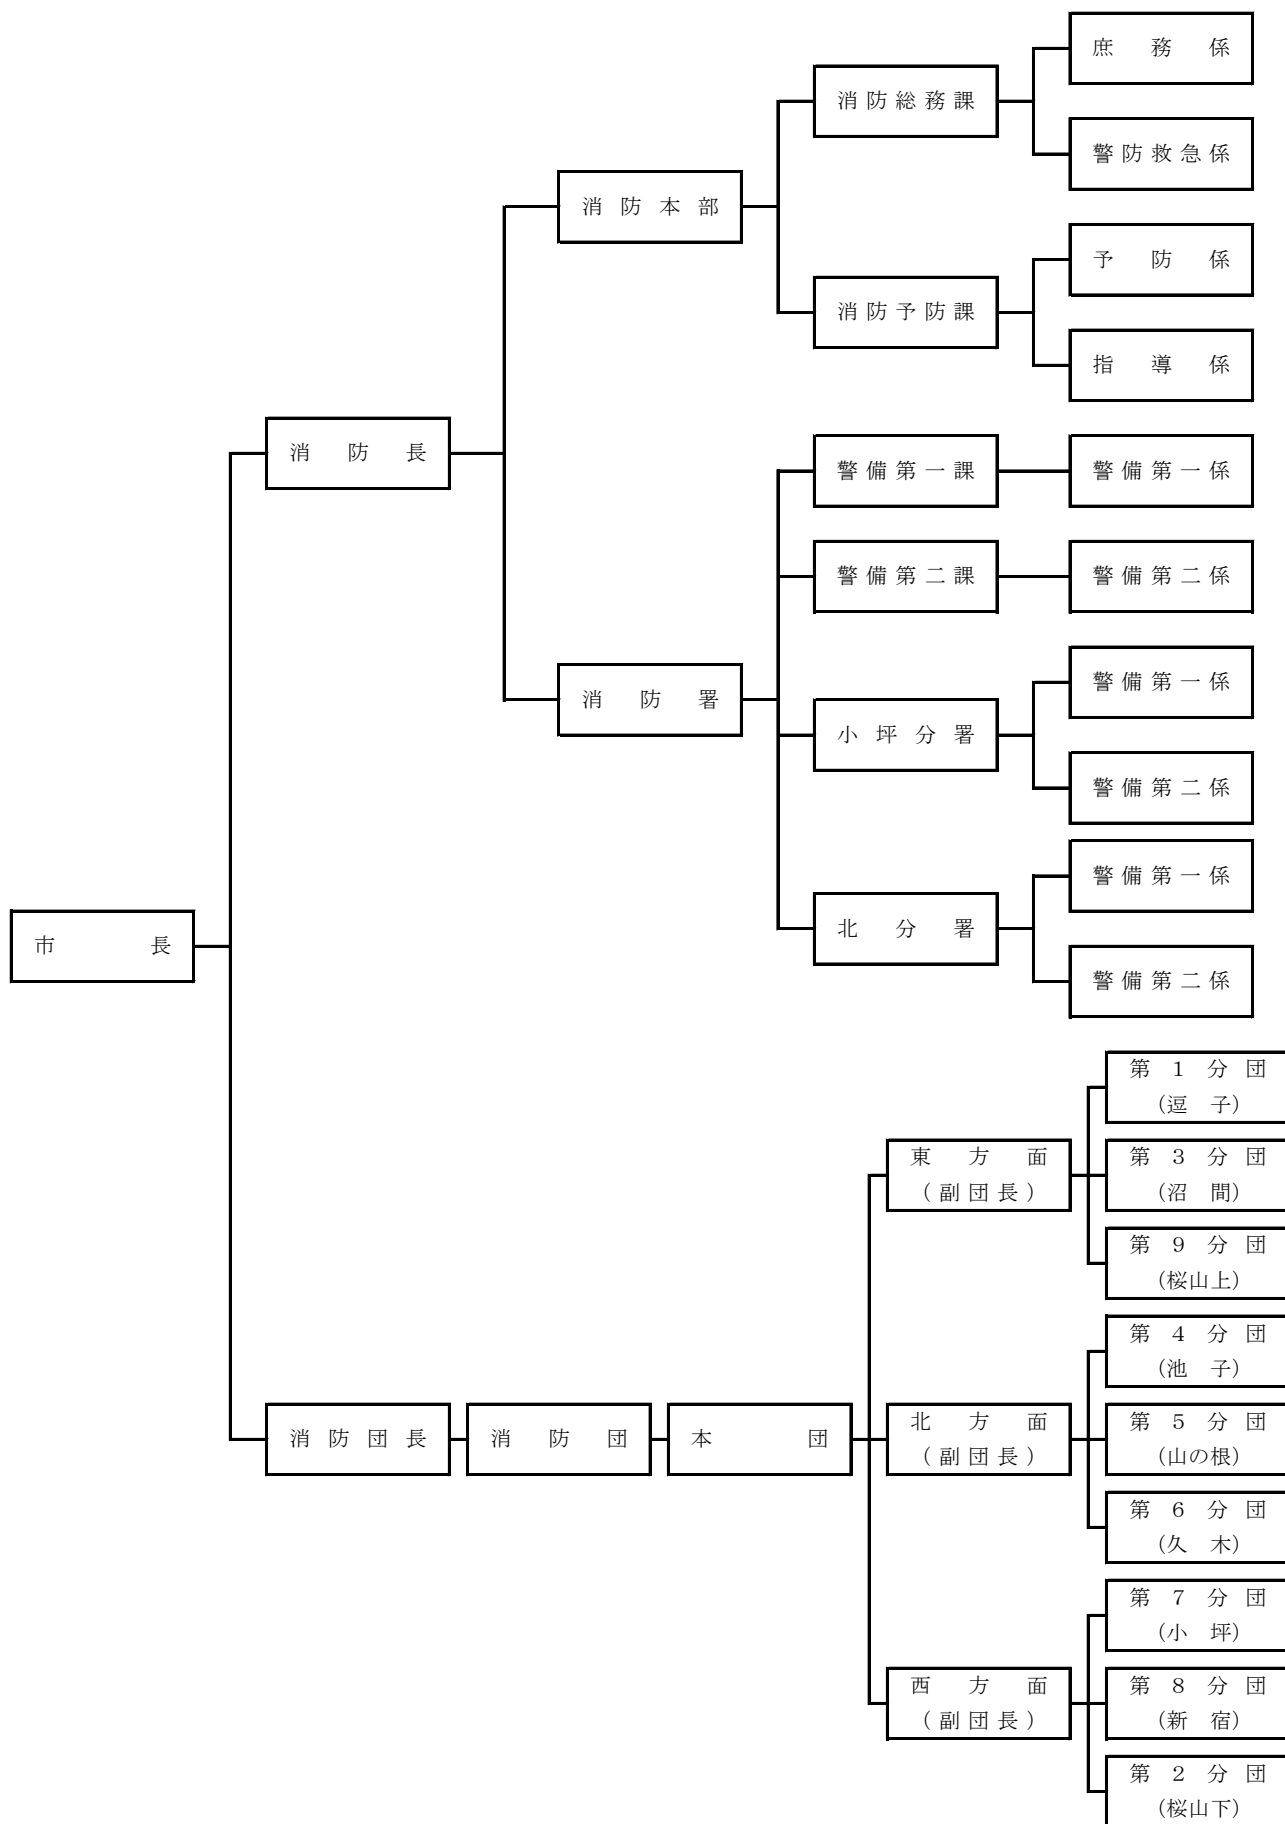 庶務係
消防総務課
警防救急係
消防本部
予防係
消防予防課
指導係
消防長
警備第一課
警備第一係
警備第二課
警備第二係
消防署
警備第一係
小坪分署
警備第二係
警備第一係
北分署
市長
警備第二係
第1分団
(逗子)
東方面
(副団長)
第3分団
(沼間)
第9分団
(桜山上)
第4分団
(池子)
消防団長
消防団
本団
北方面
(副団長)
第5分団
(山の根)
第6分団
(久木)
第7分団
(小坪)
西方面
(副団長)
第8分団
(新宿)
第2分団
(桜山下)